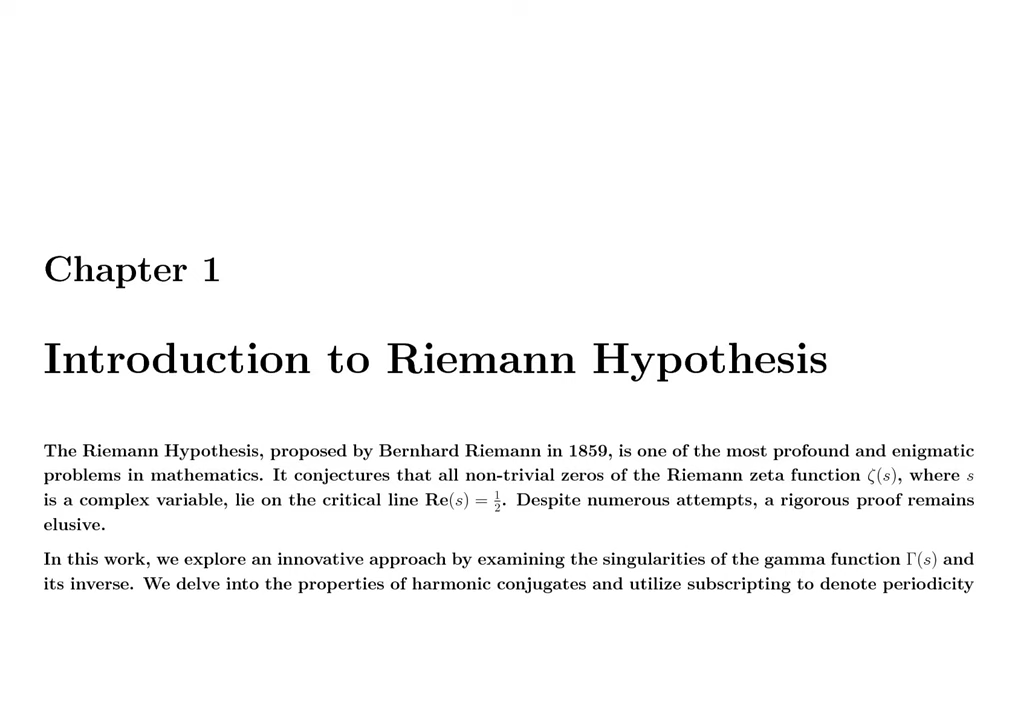 Chapter 1
Introduction to Riemann Hypothesis
The Riemann Hypothesis, proposed by Bernhard Riemann in 1859, is one of the most profound and enigmatic
problems in mathematics. It conjectures that all non-trivial zeros of the Riemann zeta function ζ(s), where s
is a complex variable, lie on the critical line Re(s) = 1/2. Despite numerous attempts, a rigorous proof remains
elusive.
In this work, we explore an innovative approach by examining the singularities of the gamma function Γ(s) and
its inverse. We delve into the properties of harmonic conjugates and utilize subscripting to denote periodicity